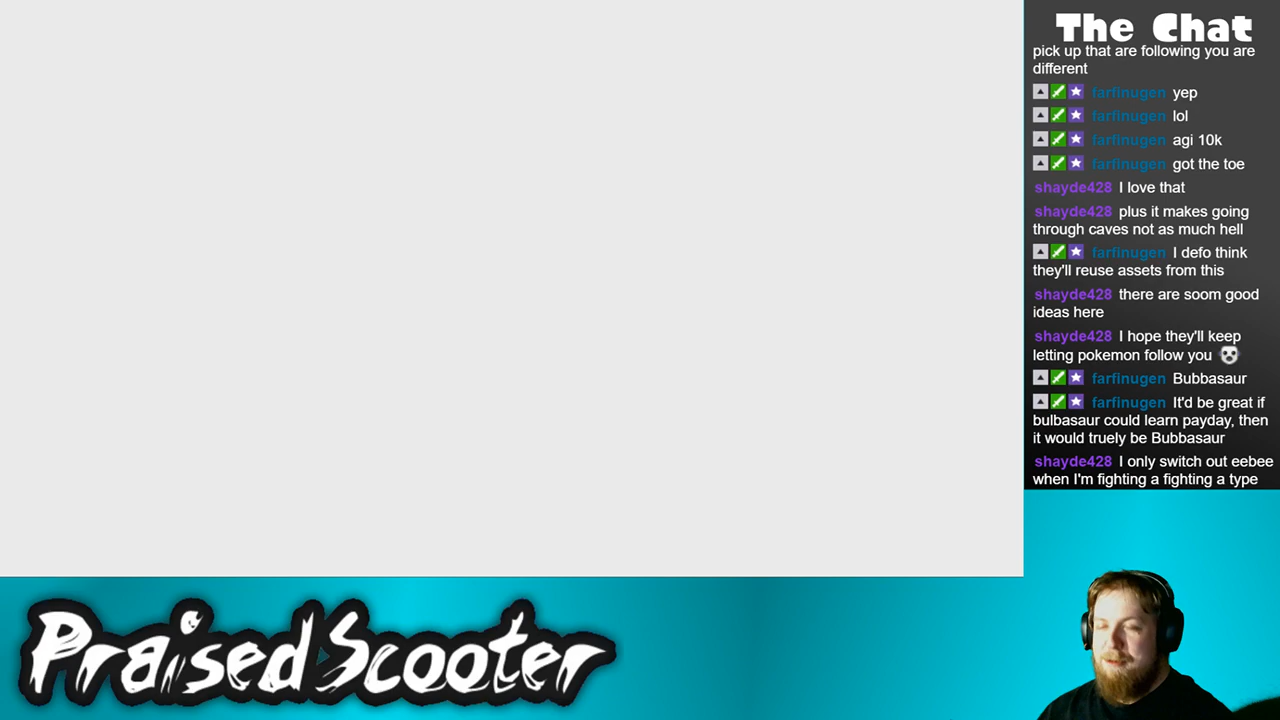 The Chat
pick up that are following you are
different
farfinugen yep
farfinugen lol
farfinugen agi 10k
farfinugen got the toe
shayde428 I love that
shayde428 plus it makes going
through caves not as much hell
farfinugen I defo think
they'll reuse assets from this
shayde428 there are soom good
ideas here
shayde428 I hope they'll keep
letting pokemon follow you
farfinugen Bubbasaur
farfinugen It'd be great if
bulbasaur could learn payday, then
it would truely be Bubbasaur
shayde428 I only switch out eebee
when I'm fighting a fighting a type
PraisedScooter